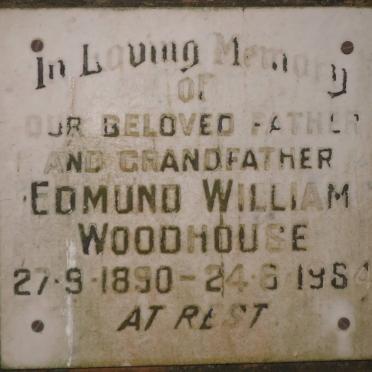 In Loving Memory
OF
OUR BELOVED FATHER
AND GRANDFATHER
EDMUND WILLIAM
WOODHOUSE
27·9·1890 – 24·6·1954
AT REST